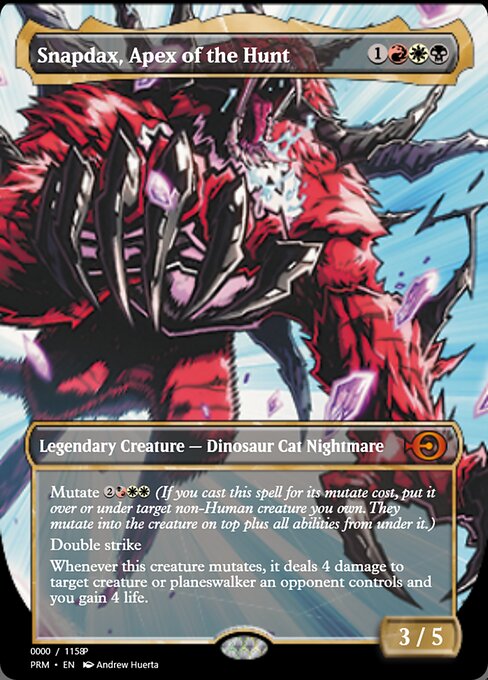 Snapdax, Apex of the Hunt 1
Legendary Creature — Dinosaur Cat Nightmare
Mutate 2 (If you cast this spell for its mutate cost, put it
over or under target non-Human creature you own. They
mutate into the creature on top plus all abilities from under it.)
Double strike
Whenever this creature mutates, it deals 4 damage to
target creature or planeswalker an opponent controls and
you gain 4 life.
3 / 5
0000 / 1158P
PRM • EN Andrew Huerta